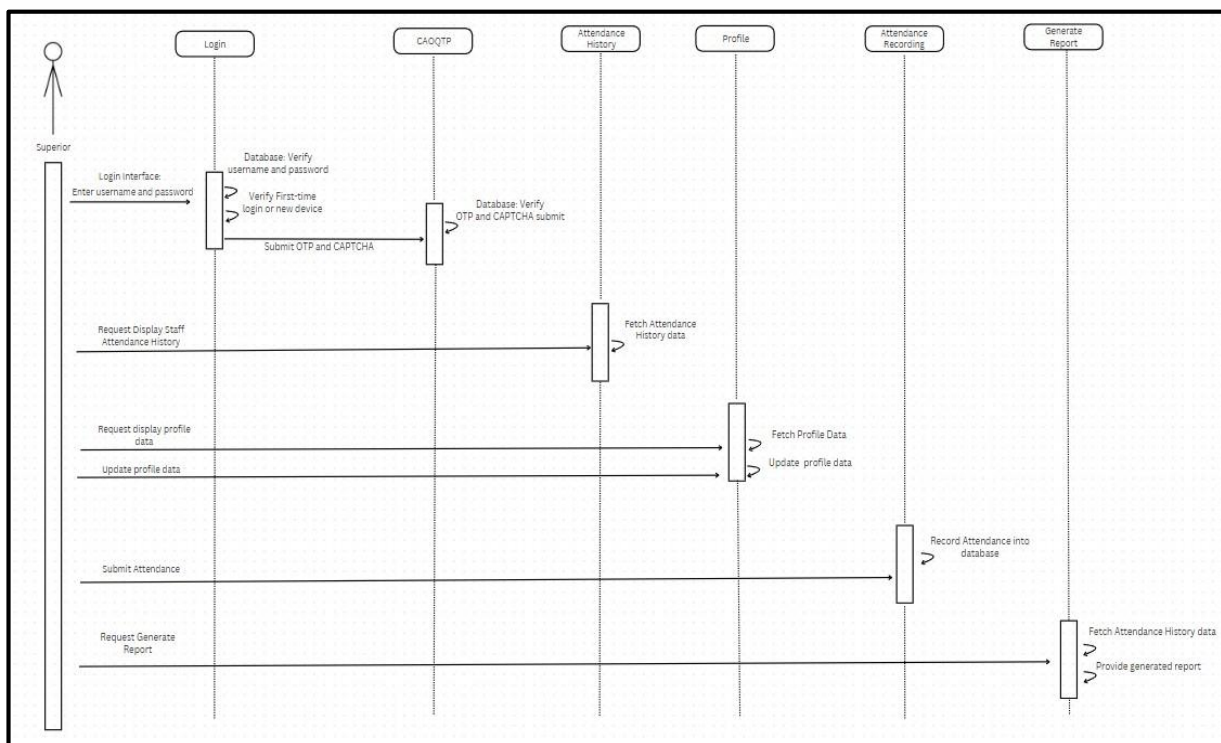 Login
CAOQTP
Attendance
History
Profile
Attendance
Recording
Generate
Report
Superior
Login Interface:
Enter username and password
Database: Verify
username and password
Verify First-time
login or new device
Submit OTP and CAPTCHA
Database: Verify
OTP and CAPTCHA submit
Request Display Staff
Attendance History
Fetch Attendance
History data
Request display profile
data
Fetch Profile Data
Update profile data
Update profile data
Submit Attendance
Record Attendance into
database
Request Generate
Report
Fetch Attendance History data
Provide generated report